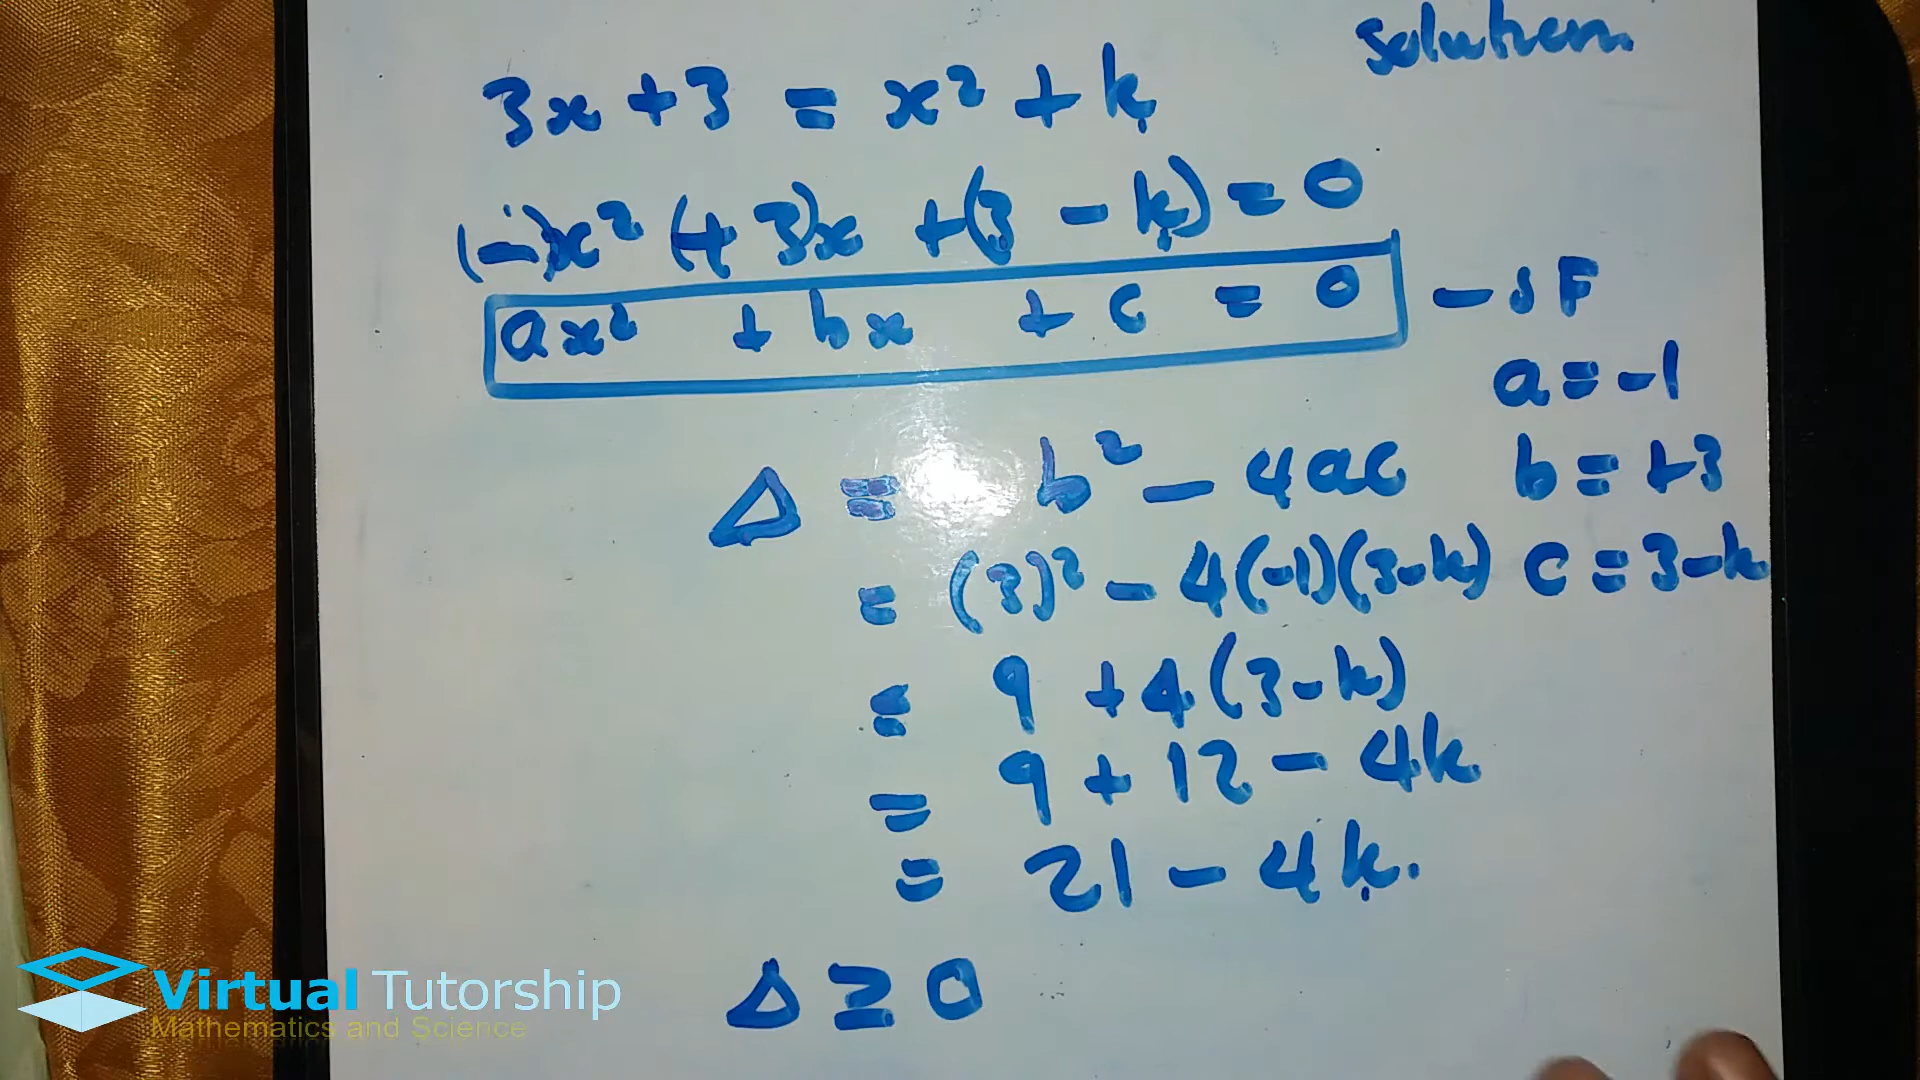 solution
3x + 3 = x² + k
(-)x² (+3)x + (3 - k) = 0
ax² + bx + c = 0 - SF
a = -1
Δ = b² - 4ac
b = +3
= (3)² - 4(-1)(3-k)
c = 3-k
= 9 + 4(3-k)
= 9 + 12 - 4k
= 21 - 4k.
Δ ≥ 0
Virtual Tutorship
Mathematics and Science